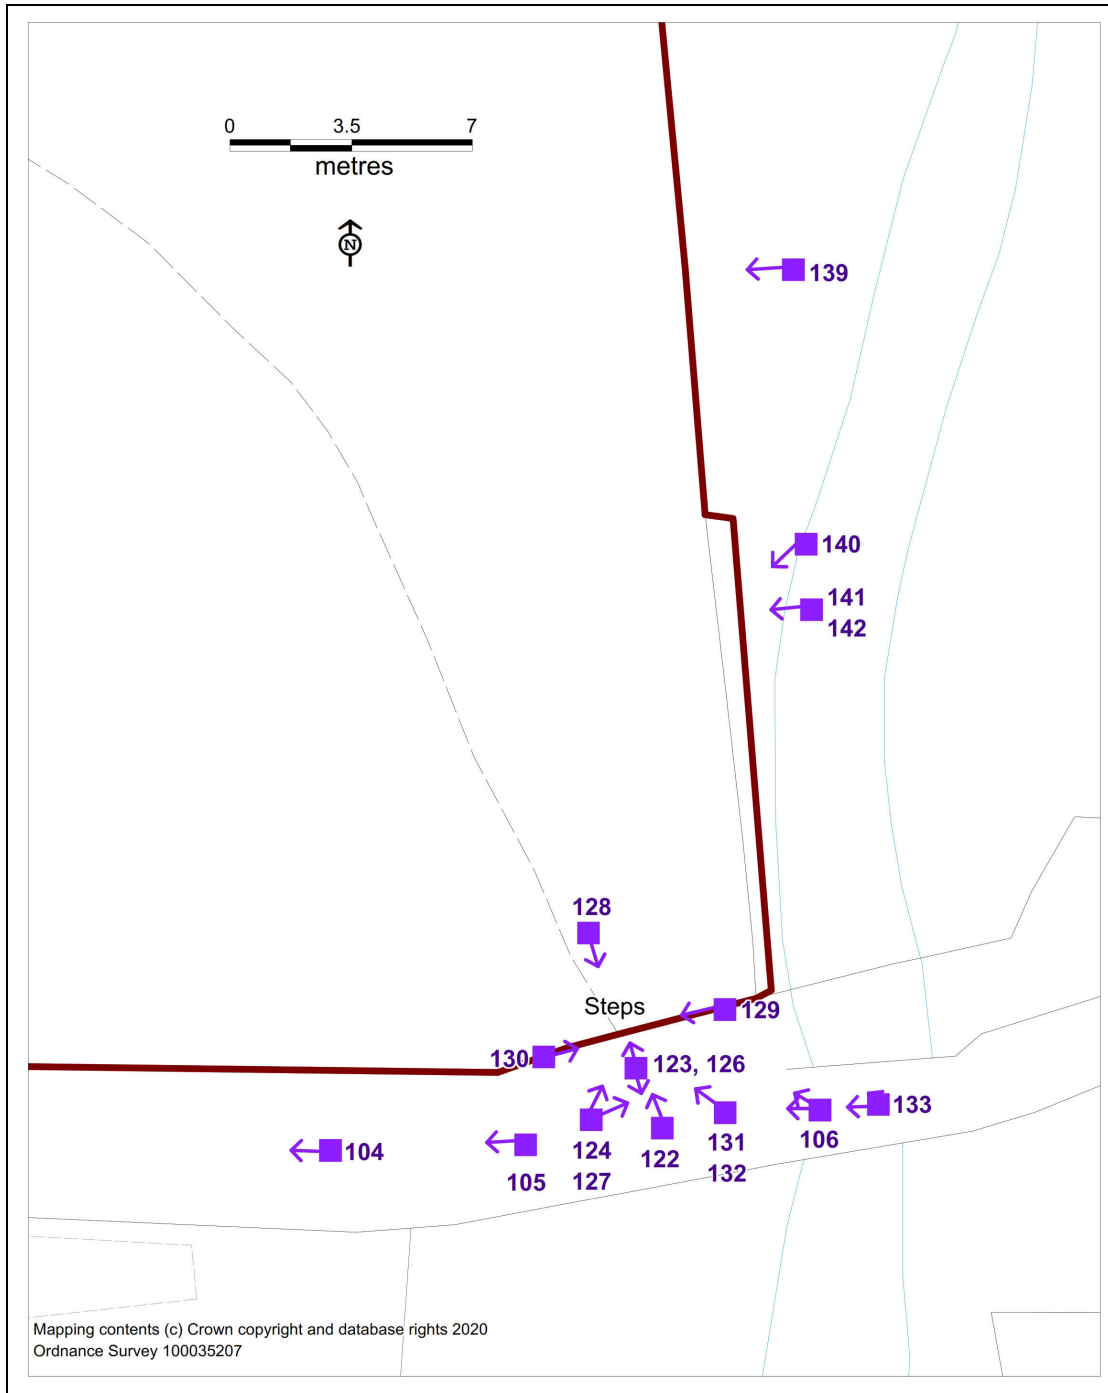 0 3.5 7
metres
N
139
140
141
142
128
Steps
129
130
123, 126
133
104
105
124
127
122
131
132
106
Mapping contents (c) Crown copyright and database rights 2020
Ordnance Survey 100035207